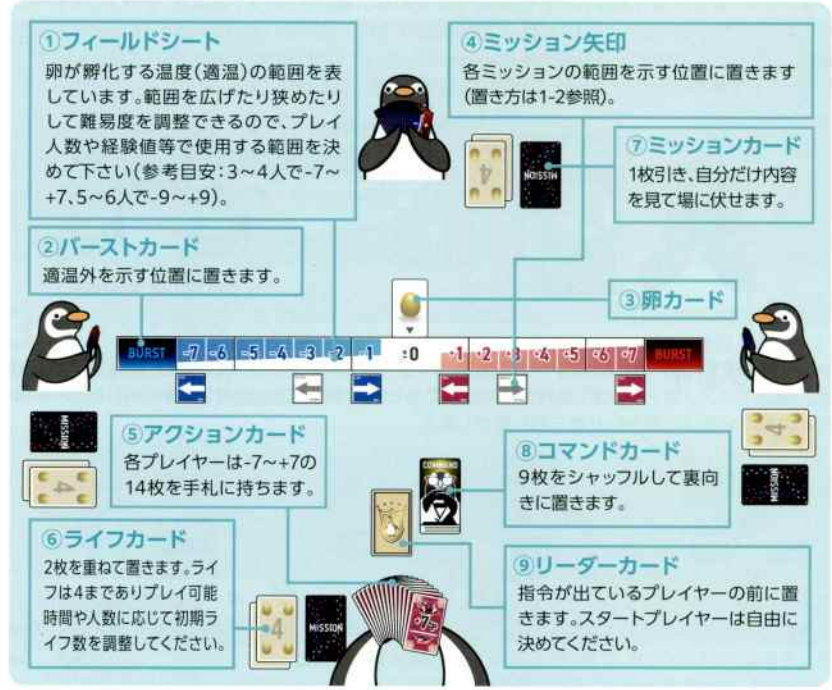 ①フィールドシート
卵が孵化する温度(適温)の範囲を表
しています。範囲を広げたり狭めたり
して難易度を調整できるので、プレイ
人数や経験値等で使用する範囲を決
めて下さい(参考目安:3~4人で-7~
+7、5~6人で-9~+9)。
④ミッション矢印
各ミッションの範囲を示す位置に置きます
(置き方は1-2参照)。
⑦ミッションカード
1枚引き、自分だけ内容
を見て場に伏せます。
4
MISSION
②バーストカード
適温外を示す位置に置きます。
③卵カード
BURST -7 -6 -5 -4 -3 -2 -1 ±0 +1 +2 +3 +4 +5 +6 +7 BURST
MISSION
4
⑤アクションカード
各プレイヤーは-7~+7の
14枚を手札に持ちます。
COMMAND
⑧コマンドカード
9枚をシャッフルして裏向
きに置きます。
4
MISSION
⑥ライフカード
2枚を重ねて置きます。ライ
フは4までありプレイ可能
時間や人数に応じて初期ラ
イフ数を調整してください。
4
MISSION
+7
⑨リーダーカード
指令が出ているプレイヤーの前に置
きます。スタートプレイヤーは自由に
決めてください。